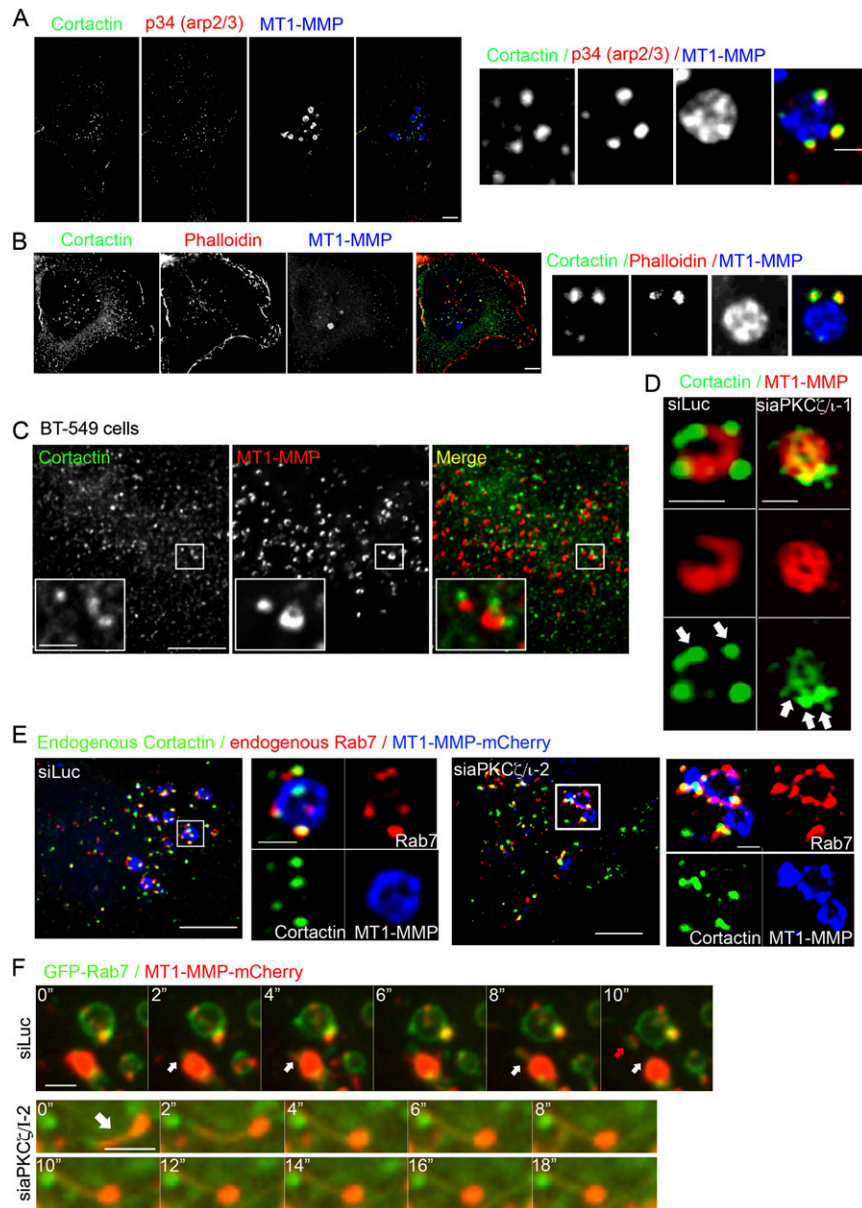 A
Cortactin p34 (arp2/3) MT1-MMP
Cortactin / p34 (arp2/3) / MT1-MMP
B
Cortactin Phalloidin MT1-MMP
Cortactin / Phalloidin / MT1-MMP
C BT-549 cells
Cortactin MT1-MMP Merge
D Cortactin / MT1-MMP
siLuc siaPKCζ/ι-1
E Endogenous Cortactin / endogenous Rab7 / MT1-MMP-mCherry
siLuc siaPKCζ/ι-2
Rab7 Rab7
Cortactin MT1-MMP Cortactin MT1-MMP
F GFP-Rab7 / MT1-MMP-mCherry
siLuc
0” 2” 4” 6” 8” 10”
siaPKCζ/I-2
0” 2” 4” 6” 8”
10” 12” 14” 16” 18”